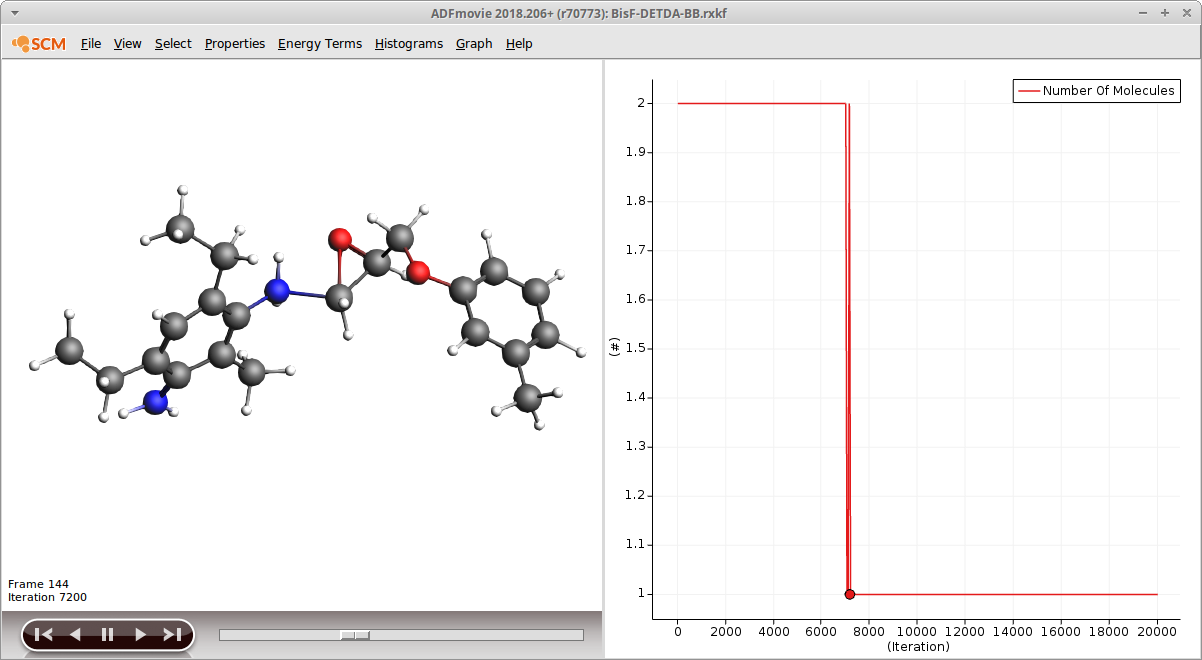 ADFmovie 2018.206+ (r70773): BisF-DETDA-BB.rxkf
SCM File View Select Properties Energy Terms Histograms Graph Help
Number Of Molecules
2
1.9
1.8
1.7
1.6
1.5
1.4
1.3
1.2
1.1
1
(#)
0 2000 4000 6000 8000 10000 12000 14000 16000 18000 20000
(Iteration)
Frame 144
Iteration 7200